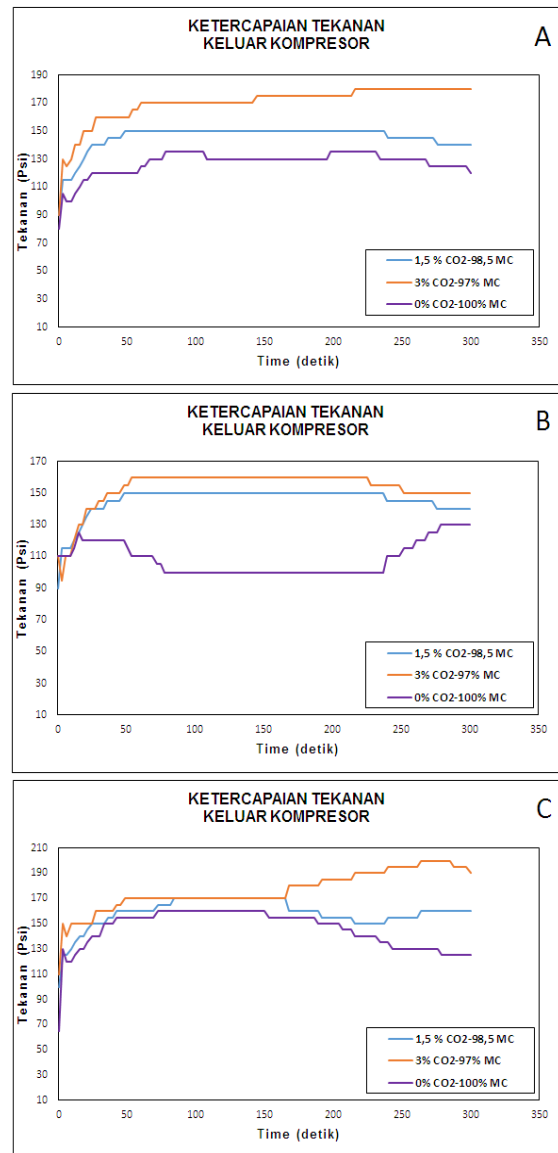 KETERCAPAIAN TEKANAN
KELUAR KOMPRESOR
A
190
170
150
130
110
90
70
50
30
10
Tekanan (Psi)
0 50 100 150 200 250 300 350
Time (detik)
1,5 % CO2-98,5 MC
3% CO2-97% MC
0% CO2-100% MC
KETERCAPAIAN TEKANAN
KELUAR KOMPRESOR
B
170
150
130
110
90
70
50
30
10
Tekanan (Psi)
0 50 100 150 200 250 300 350
Time (detik)
1,5 % CO2-98,5 MC
3% CO2-97% MC
0% CO2-100% MC
KETERCAPAIAN TEKANAN
KELUAR KOMPRESOR
C
210
190
170
150
130
110
90
70
50
30
10
Tekanan (Psi)
0 50 100 150 200 250 300 350
Time (detik)
1,5 % CO2-98,5 MC
3% CO2-97% MC
0% CO2-100% MC